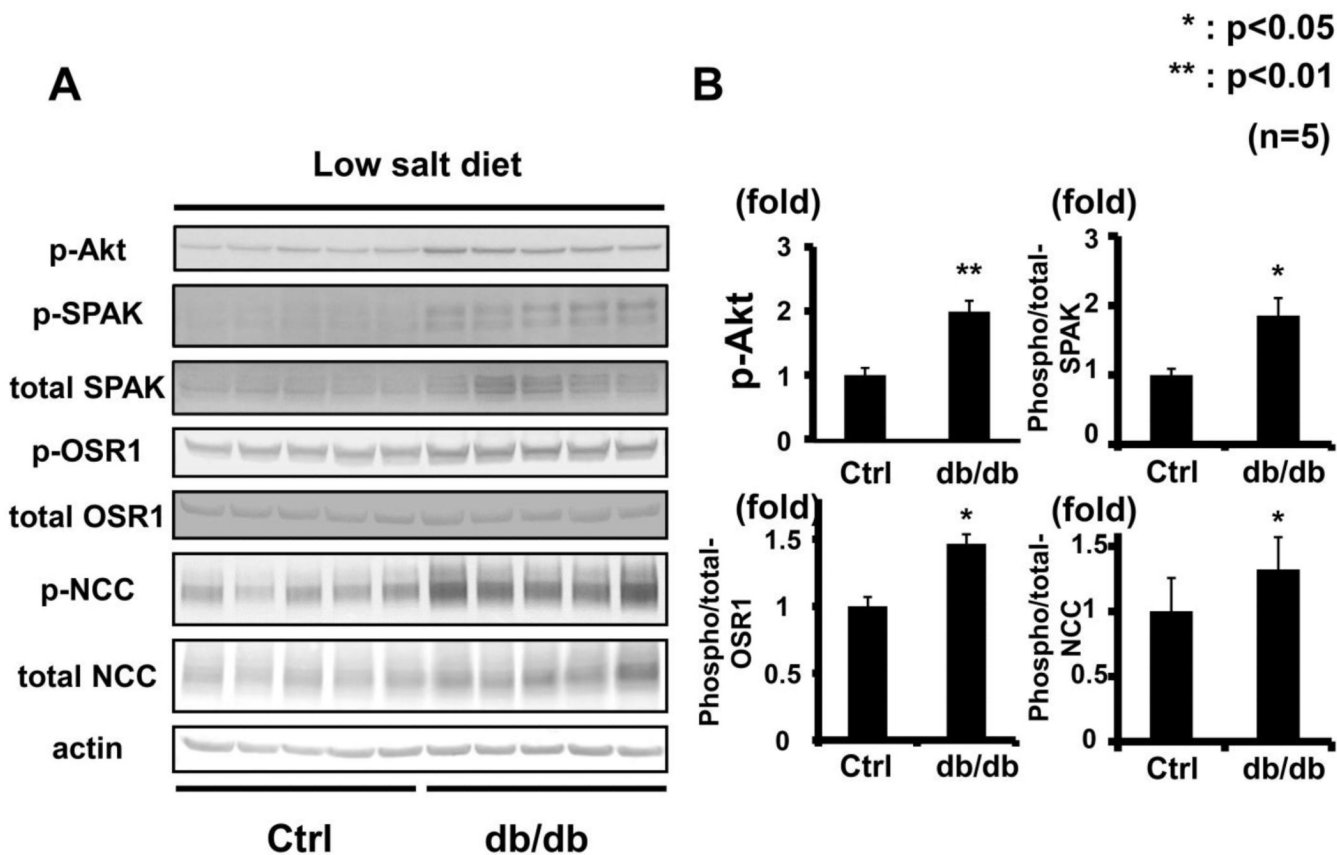 * : p<0.05
** : p<0.01
(n=5)
A
Low salt diet
p-Akt
p-SPAK
total SPAK
p-OSR1
total OSR1
p-NCC
total NCC
actin
Ctrl
db/db
B
(fold)
p-Akt
3
2
1
0
**
Ctrl
db/db
(fold)
Phospho/total-
SPAK
3
2
1
0
*
Ctrl
db/db
(fold)
Phospho/total-
OSR1
1.5
1
0.5
0
*
Ctrl
db/db
(fold)
Phospho/total-
NCC
1.5
1
0.5
0
*
Ctrl
db/db